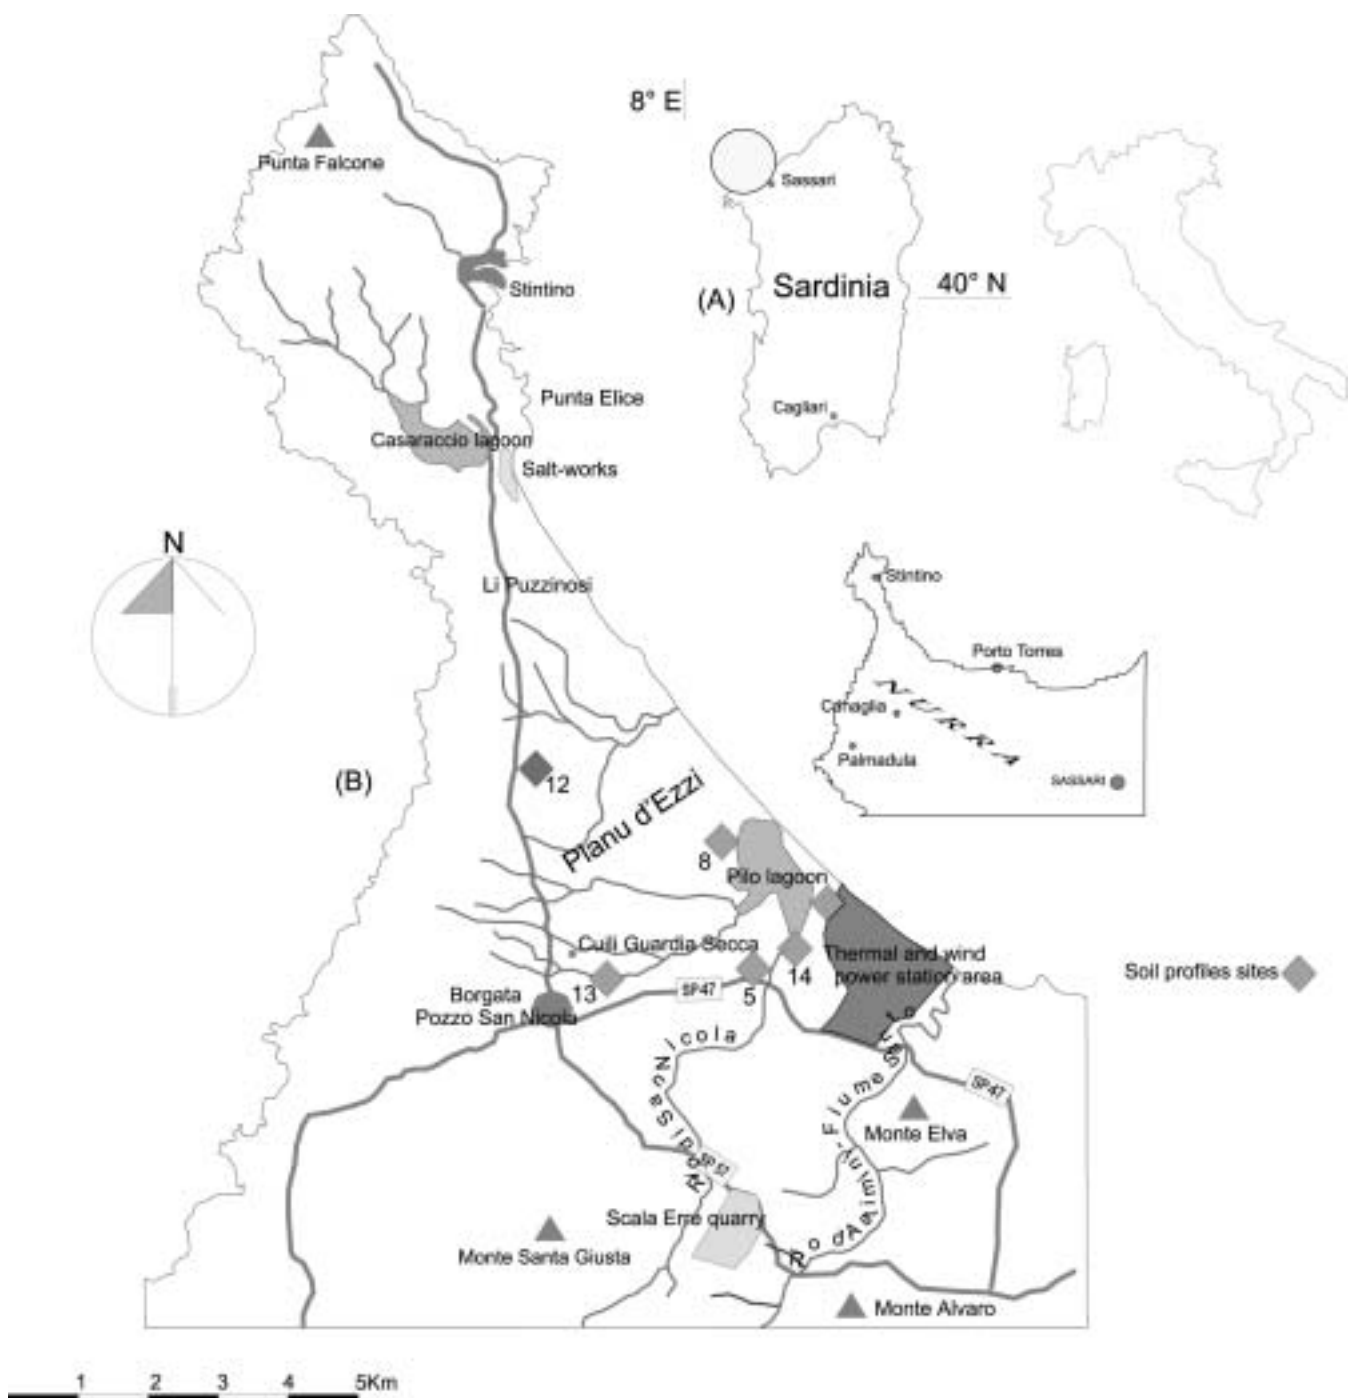 8° E
Punta Falcone
Sassari
Stintino
(A)
Sardinia
40° N
Punta Elice
Cagliari
Casaraccio lagoon
Salt-works
N
Li Puzzinosi
Stintino
Porto Torres
NURRA
Canaglia
Palmadula
SASSARI
(B)
12
Planu d'Ezzi
8
Pilo lagoon
Cuili Guardia Secca
Thermal and wind
power station area
14
13
5
SP47
Soil profiles sites
Borgata
Pozzo San Nicola
SP47
Monte Elva
SP57
Scala Erre quarry
Monte Santa Giusta
Monte Alvaro
1 2 3 4 5Km